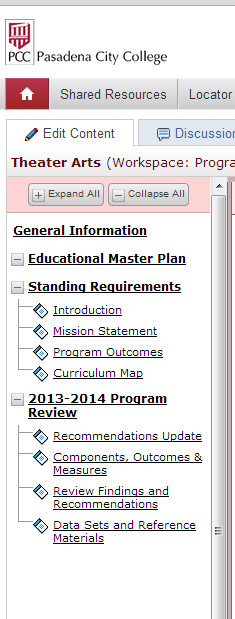 PCC Pasadena City College
Shared Resources Locator
Edit Content Discussion
Theater Arts (Workspace: Progra
Expand All Collapse All
General Information
Educational Master Plan
Standing Requirements
Introduction
Mission Statement
Program Outcomes
Curriculum Map
2013-2014 Program
Review
Recommendations Update
Components, Outcomes &
Measures
Review Findings and
Recommendations
Data Sets and Reference
Materials